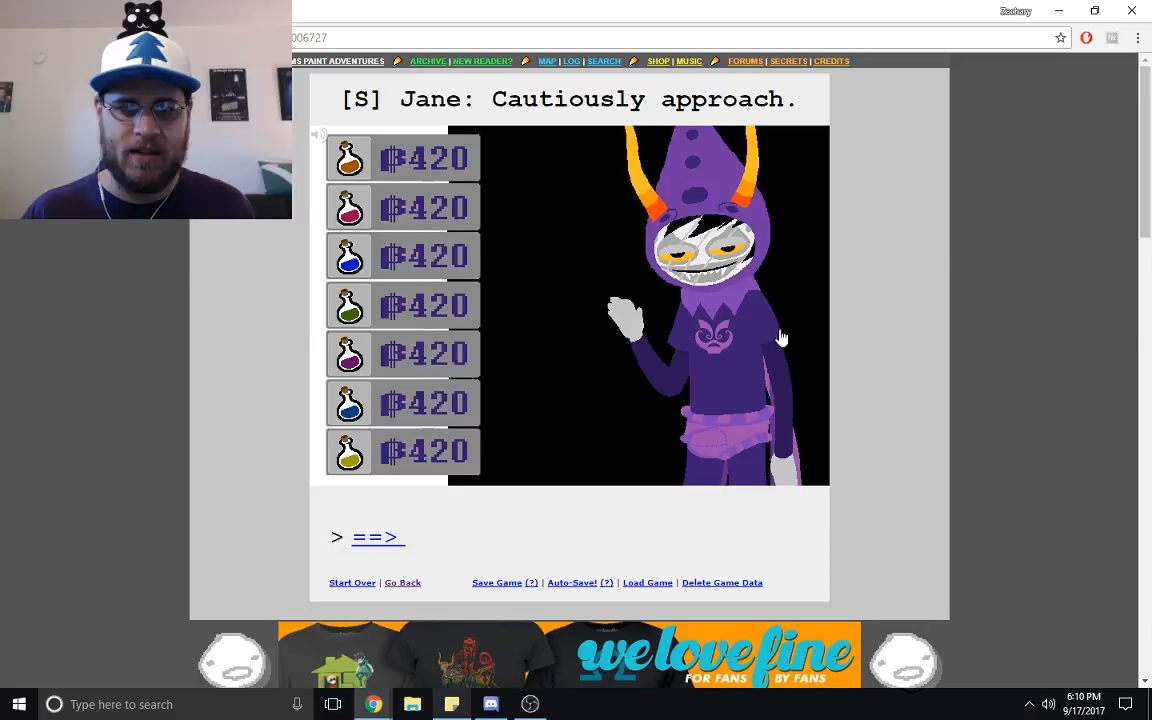 Zachary
006727
MS PAINT ADVENTURES ARCHIVE | NEW READER? MAP | LOG | SEARCH SHOP | MUSIC FORUMS | SECRETS | CREDITS
[S] Jane: Cautiously approach.
420
420
420
420
420
420
420
> ==>
Start Over | Go Back Save Game (?) | Auto-Save! (?) | Load Game | Delete Game Data
welovefine
FOR FANS BY FANS
Type here to search
6:10 PM
9/17/2017